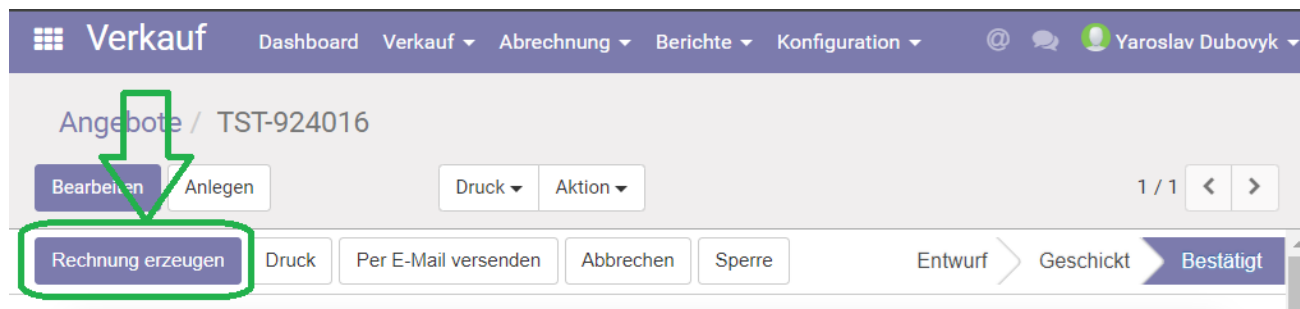 Verkauf Dashboard Verkauf Abrechnung Berichte Konfiguration @ Yaroslav Dubovyk
Angebote / TST-924016
Bearbeiten Anlegen Druck Aktion 1 / 1
Rechnung erzeugen Druck Per E-Mail versenden Abbrechen Sperre Entwurf Geschickt Bestätigt